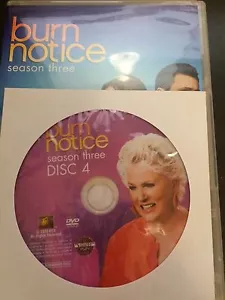 burn
notice
season three
burn
notice
season three
DISC 4
DVD